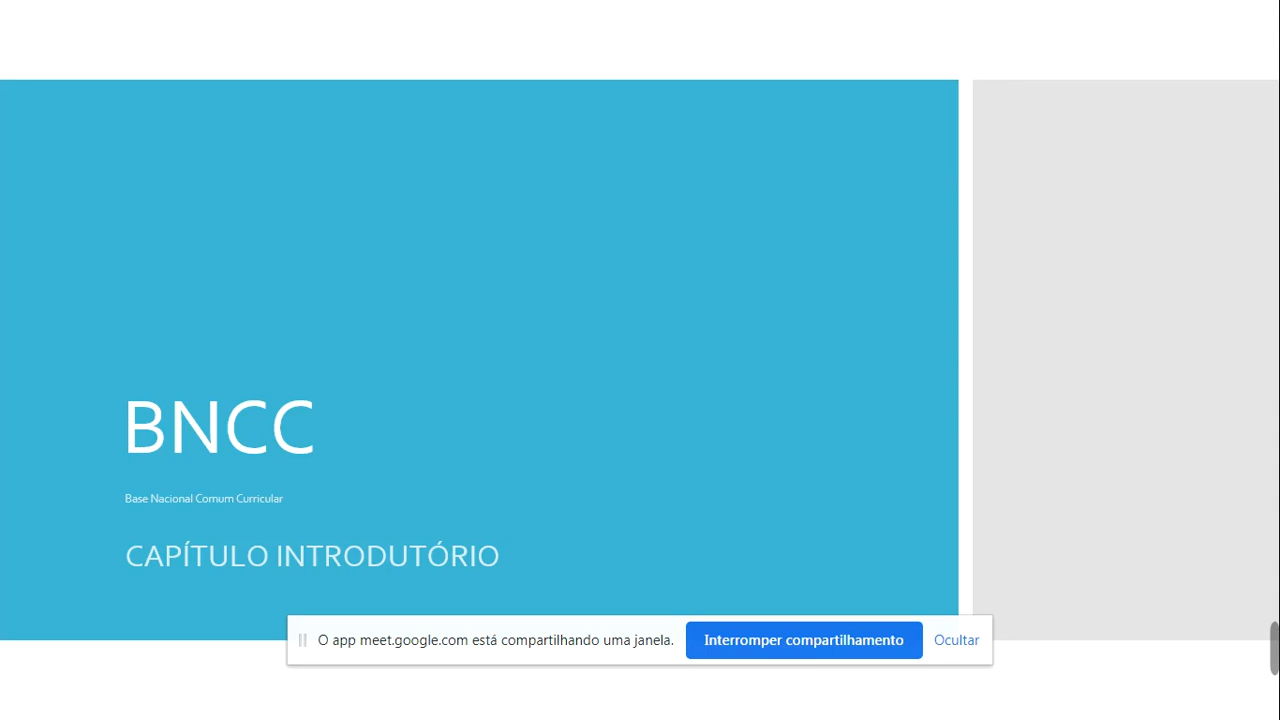 BNCC
Base Nacional Comum Curricular
CAPÍTULO INTRODUTÓRIO
O app meet.google.com está compartilhando uma janela. Interromper compartilhamento Ocultar